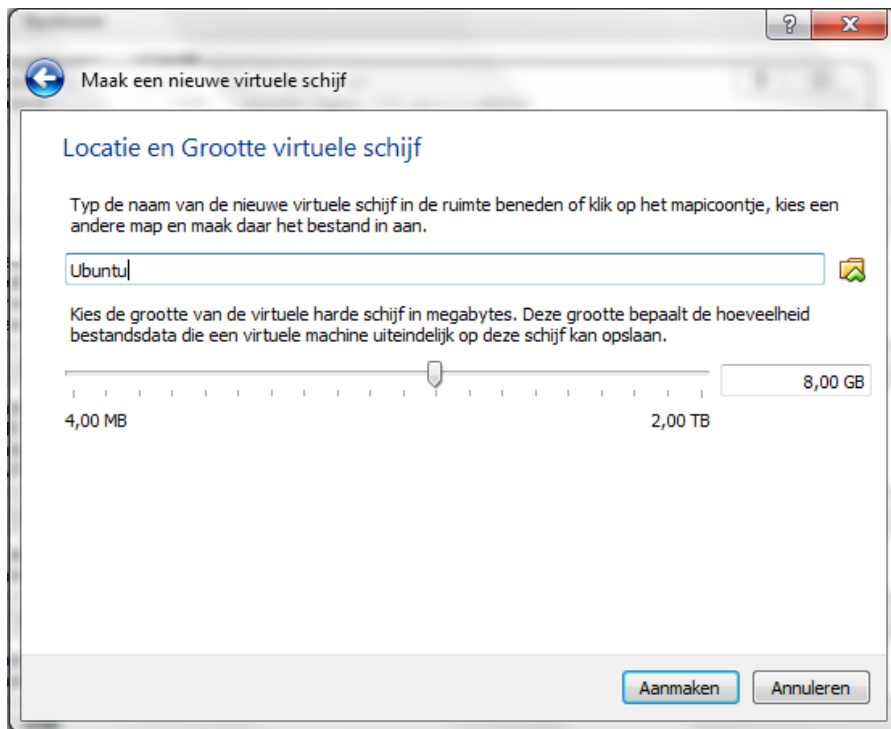 Maak een nieuwe virtuele schijf
Locatie en Grootte virtuele schijf
Typ de naam van de nieuwe virtuele schijf in de ruimte beneden of klik op het mapicoontje, kies een
andere map en maak daar het bestand in aan.
Ubuntu
Kies de grootte van de virtuele harde schijf in megabytes. Deze grootte bepaalt de hoeveelheid
bestandsdata die een virtuele machine uiteindelijk op deze schijf kan opslaan.
8,00 GB
4,00 MB 2,00 TB
Aanmaken Annuleren